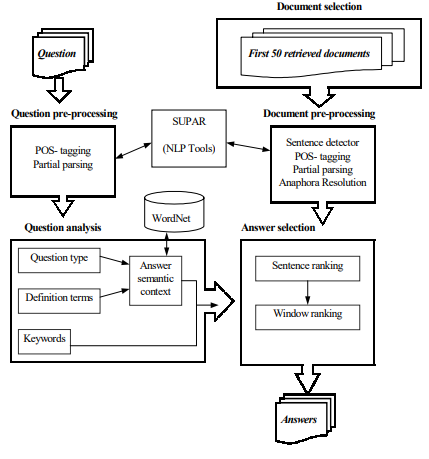 Document selection
Question
First 50 retrieved documents
Question pre-processing
Document pre-processing
SUPAR
(NLP Tools)
POS- tagging
Partial parsing
Sentence detector
POS- tagging
Partial parsing
Anaphora Resolution
WordNet
Question analysis
Answer selection
Question type
Definition terms
Keywords
Answer
semantic
context
Sentence ranking
Window ranking
Answers